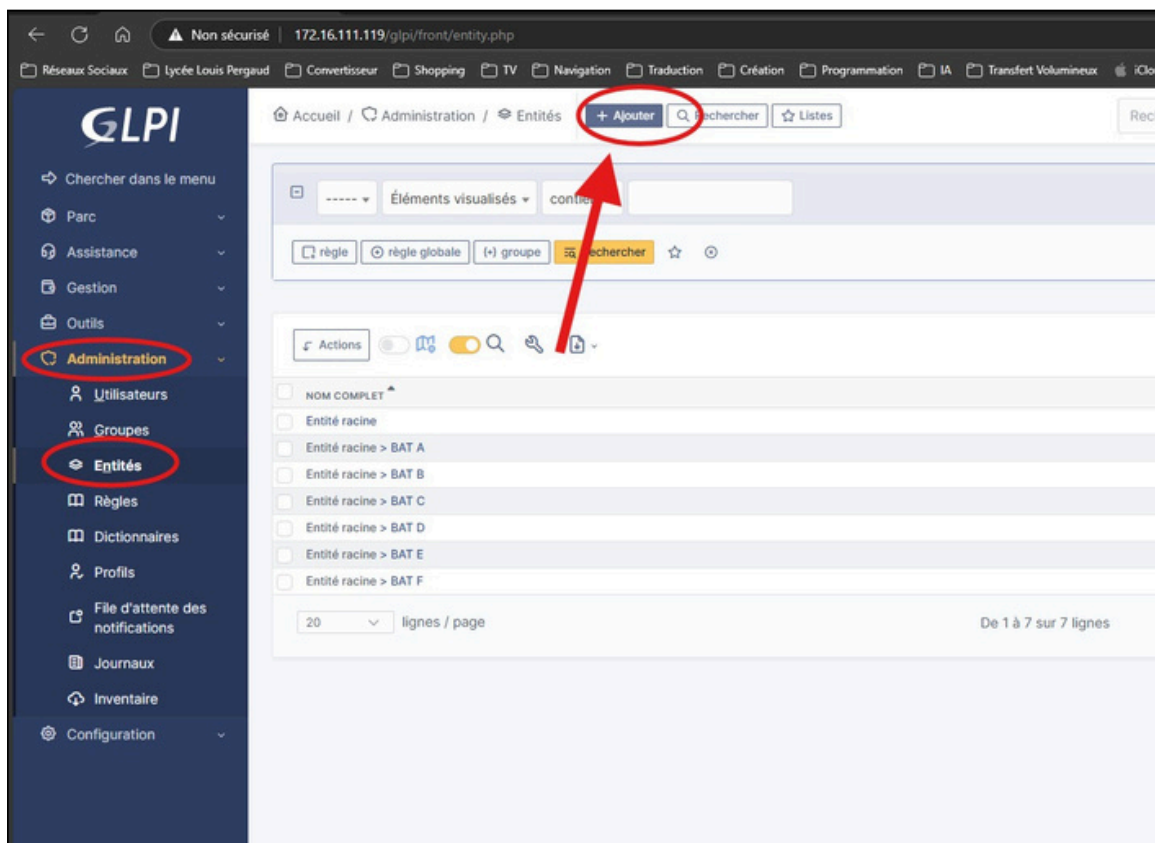 Non sécurisé 172.16.111.119/glpi/front/entity.php
Réseaux Sociaux Lycée Louis Pergaud Convertisseur Shopping TV Navigation Traduction Création Programmation IA Transfert Volumineux
GLPI
Accueil / Administration / Entités + Ajouter Rechercher Listes
Chercher dans le menu
Parc
Assistance
Gestion
Outils
Administration
Utilisateurs
Groupes
Entités
Règles
Dictionnaires
Profils
File d'attente des
notifications
Journaux
Inventaire
Configuration
----- Éléments visualisés
règle règle globale (+) groupe Rechercher
Actions
NOM COMPLET
Entité racine
Entité racine > BAT A
Entité racine > BAT B
Entité racine > BAT C
Entité racine > BAT D
Entité racine > BAT E
Entité racine > BAT F
20 lignes / page De 1 à 7 sur 7 lignes